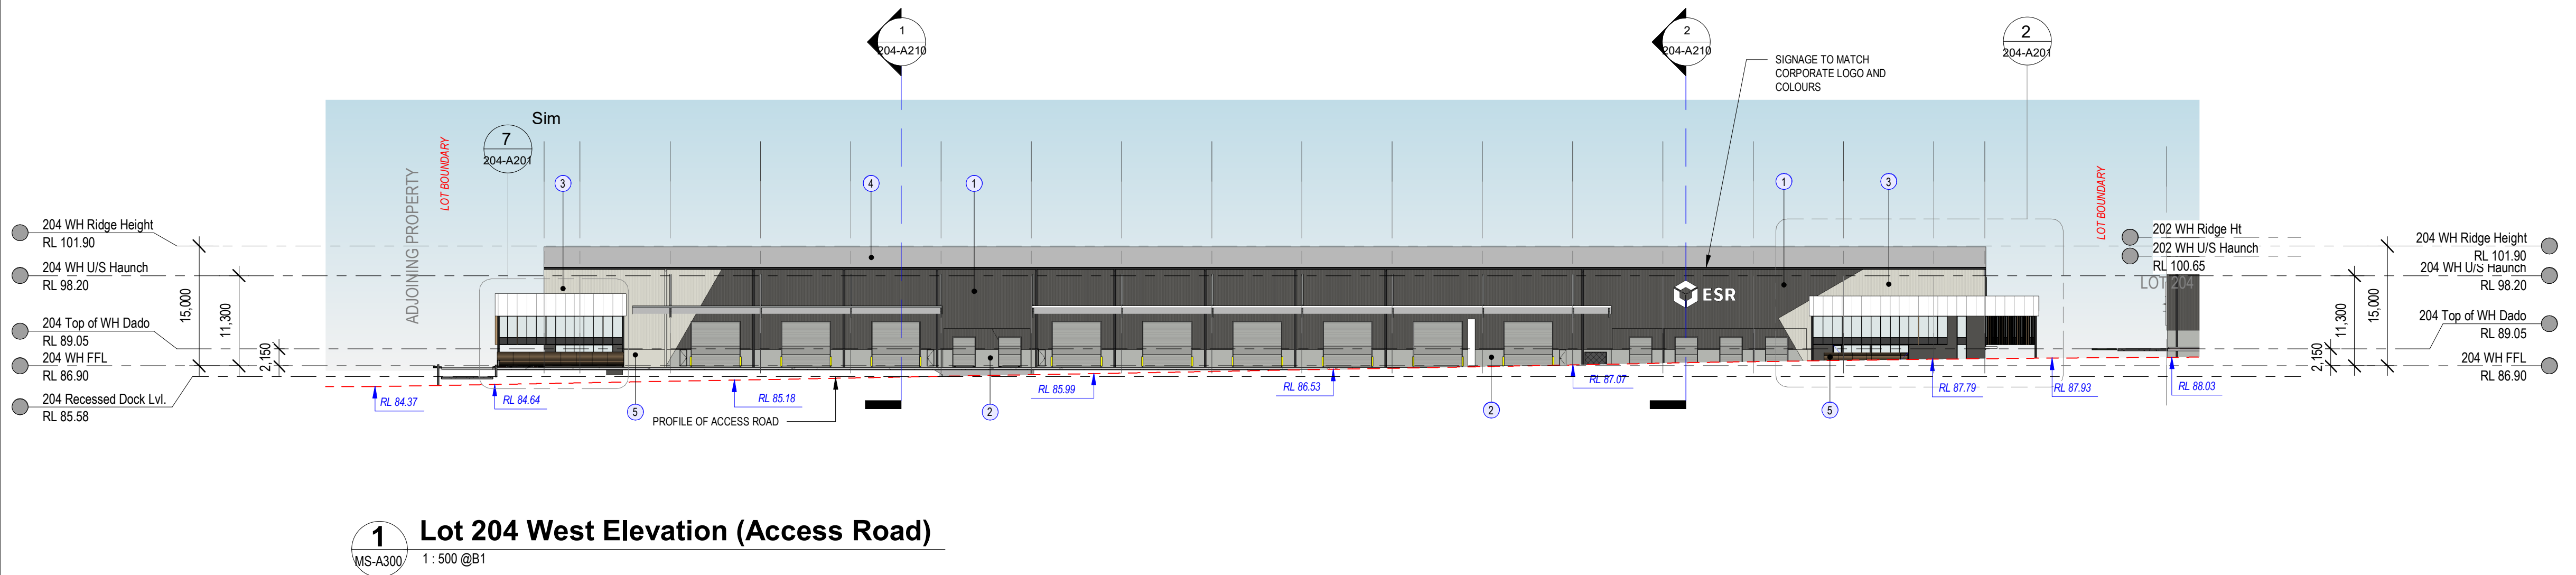 1
204-A210
2
204-A210
2
204-A201
SIGNAGE TO MATCH
CORPORATE LOGO AND
COLOURS
Sim
7
204-A201
ADJOINING PROPERTY
LOT BOUNDARY
LOT BOUNDARY
3
4
1
1
3
204 WH Ridge Height
RL 101.90
204 WH U/S Haunch
RL 98.20
204 Top of WH Dado
RL 89.05
204 WH FFL
RL 86.90
204 Recessed Dock Lvl.
RL 85.58
15,000
11,300
2,150
ESR
202 WH Ridge Ht
202 WH U/S Haunch
RL 100.65
LOT 204
204 WH Ridge Height
RL 101.90
204 WH U/S Haunch
RL 98.20
204 Top of WH Dado
RL 89.05
204 WH FFL
RL 86.90
2,150
11,300
15,000
RL 84.37
RL 84.64
5
RL 85.18
PROFILE OF ACCESS ROAD
2
RL 85.99
RL 86.53
2
RL 87.07
5
RL 87.79
RL 87.93
RL 88.03
1
MS-A300
Lot 204 West Elevation (Access Road)
1 : 500 @B1